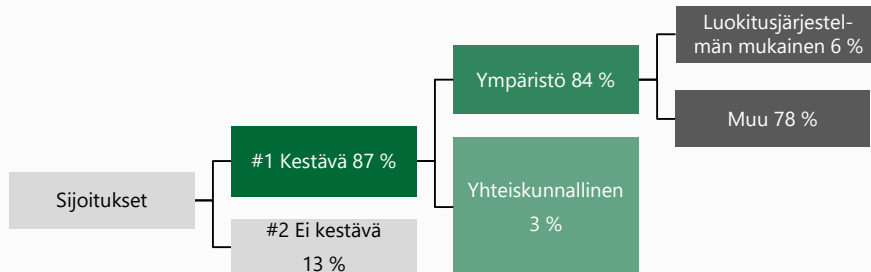 Sijoitukset
#1 Kestävä 87 %
#2 Ei kestävä
13 %
Ympäristö 84 %
Yhteiskunnallinen
3 %
Luokitusjärjestel-
män mukainen 6 %
Muu 78 %